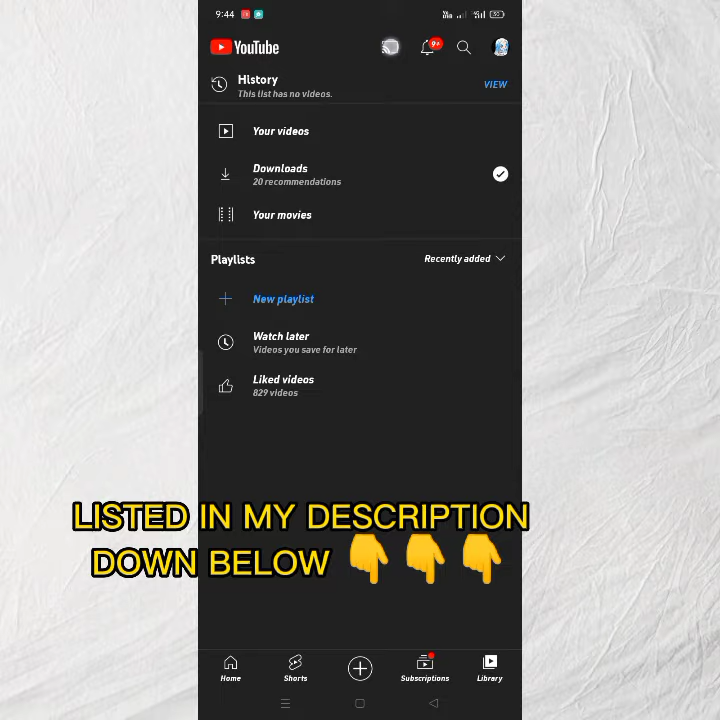 9:44
YouTube
9+
History
This list has no videos.
VIEW
Your videos
Downloads
20 recommendations
Your movies
Playlists
Recently added
New playlist
Watch later
Videos you save for later
Liked videos
829 videos
LISTED IN MY DESCRIPTION
DOWN BELOW 👇👇👇
Home
Shorts
Subscriptions
Library